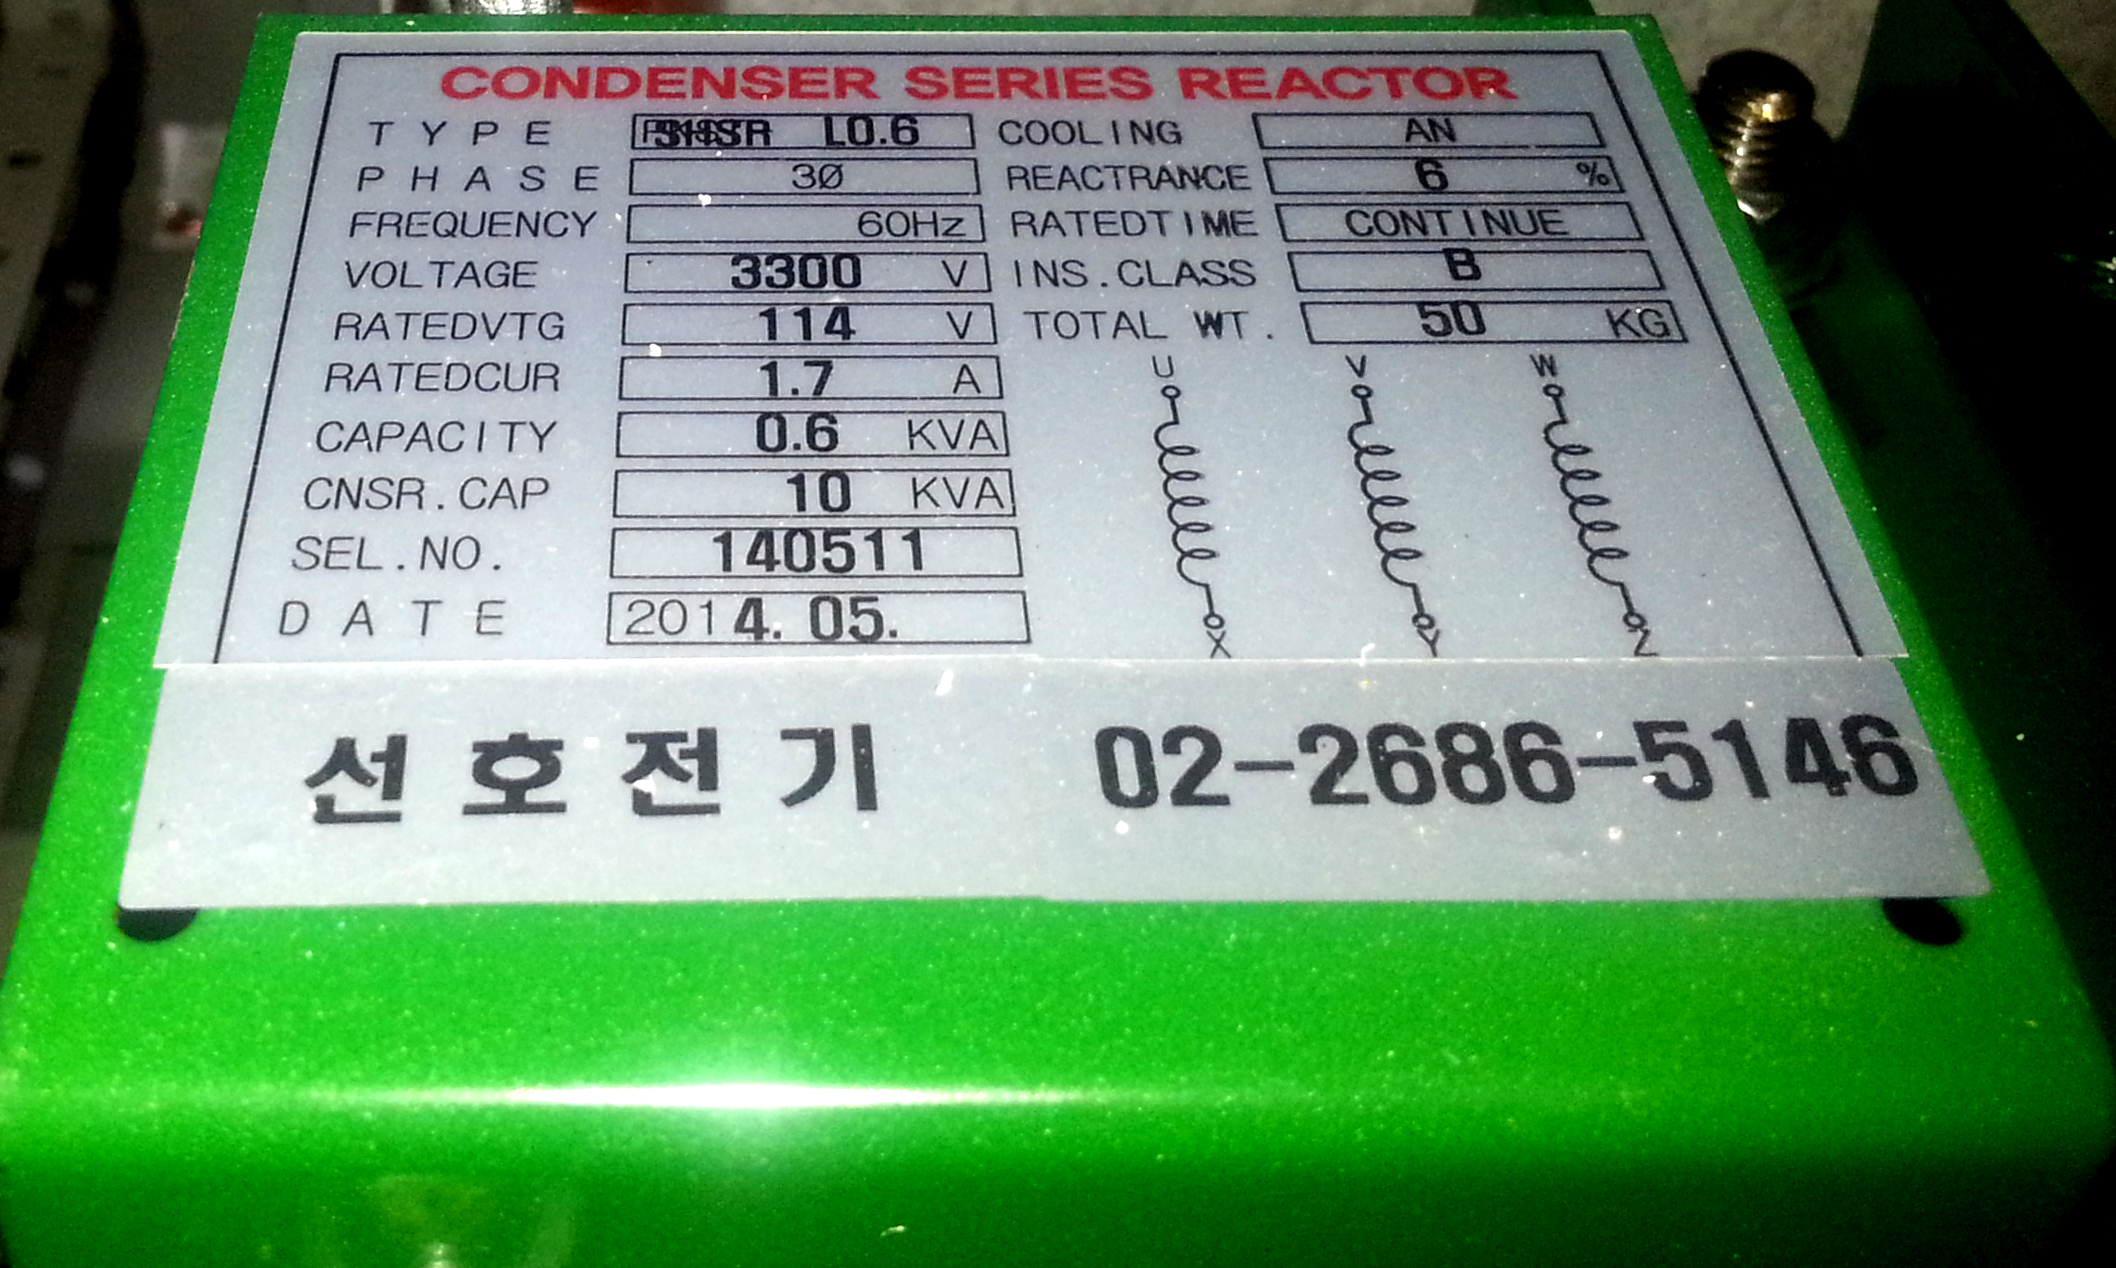 CONDENSER SERIES REACTOR
TYPE L0.6 COOLING AN
PHASE 3Ø REACTRANCE 6 %
FREQUENCY 60Hz RATEDTIME CONTINUE
VOLTAGE 3300 V INS.CLASS B
RATEDVTG 114 V TOTAL WT. 50 KG
RATEDCUR 1.7 A
CAPACITY 0.6 KVA
CNSR.CAP 10 KVA
SEL.NO. 140511
DATE 2014. 05.
U V W
X Y Z
선호전기 02-2686-5146